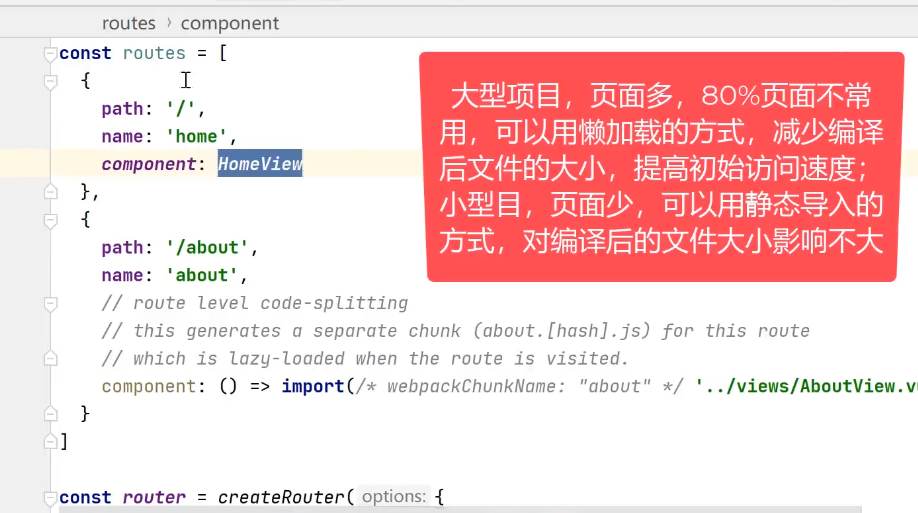 routes › component
const routes = [
{
path: '/',
name: 'home',
component: HomeView
},
{
path: '/about',
name: 'about',
// route level code-splitting
// this generates a separate chunk (about.[hash].js) for this route
// which is lazy-loaded when the route is visited.
component: () => import(/* webpackChunkName: "about" */ '../views/AboutView.v
}
]
const router = createRouter( options: {
大型项目，页面多，80%页面不常
用，可以用懒加载的方式，减少编译
后文件的大小，提高初始访问速度；
小型目，页面少，可以用静态导入的
方式，对编译后的文件大小影响不大